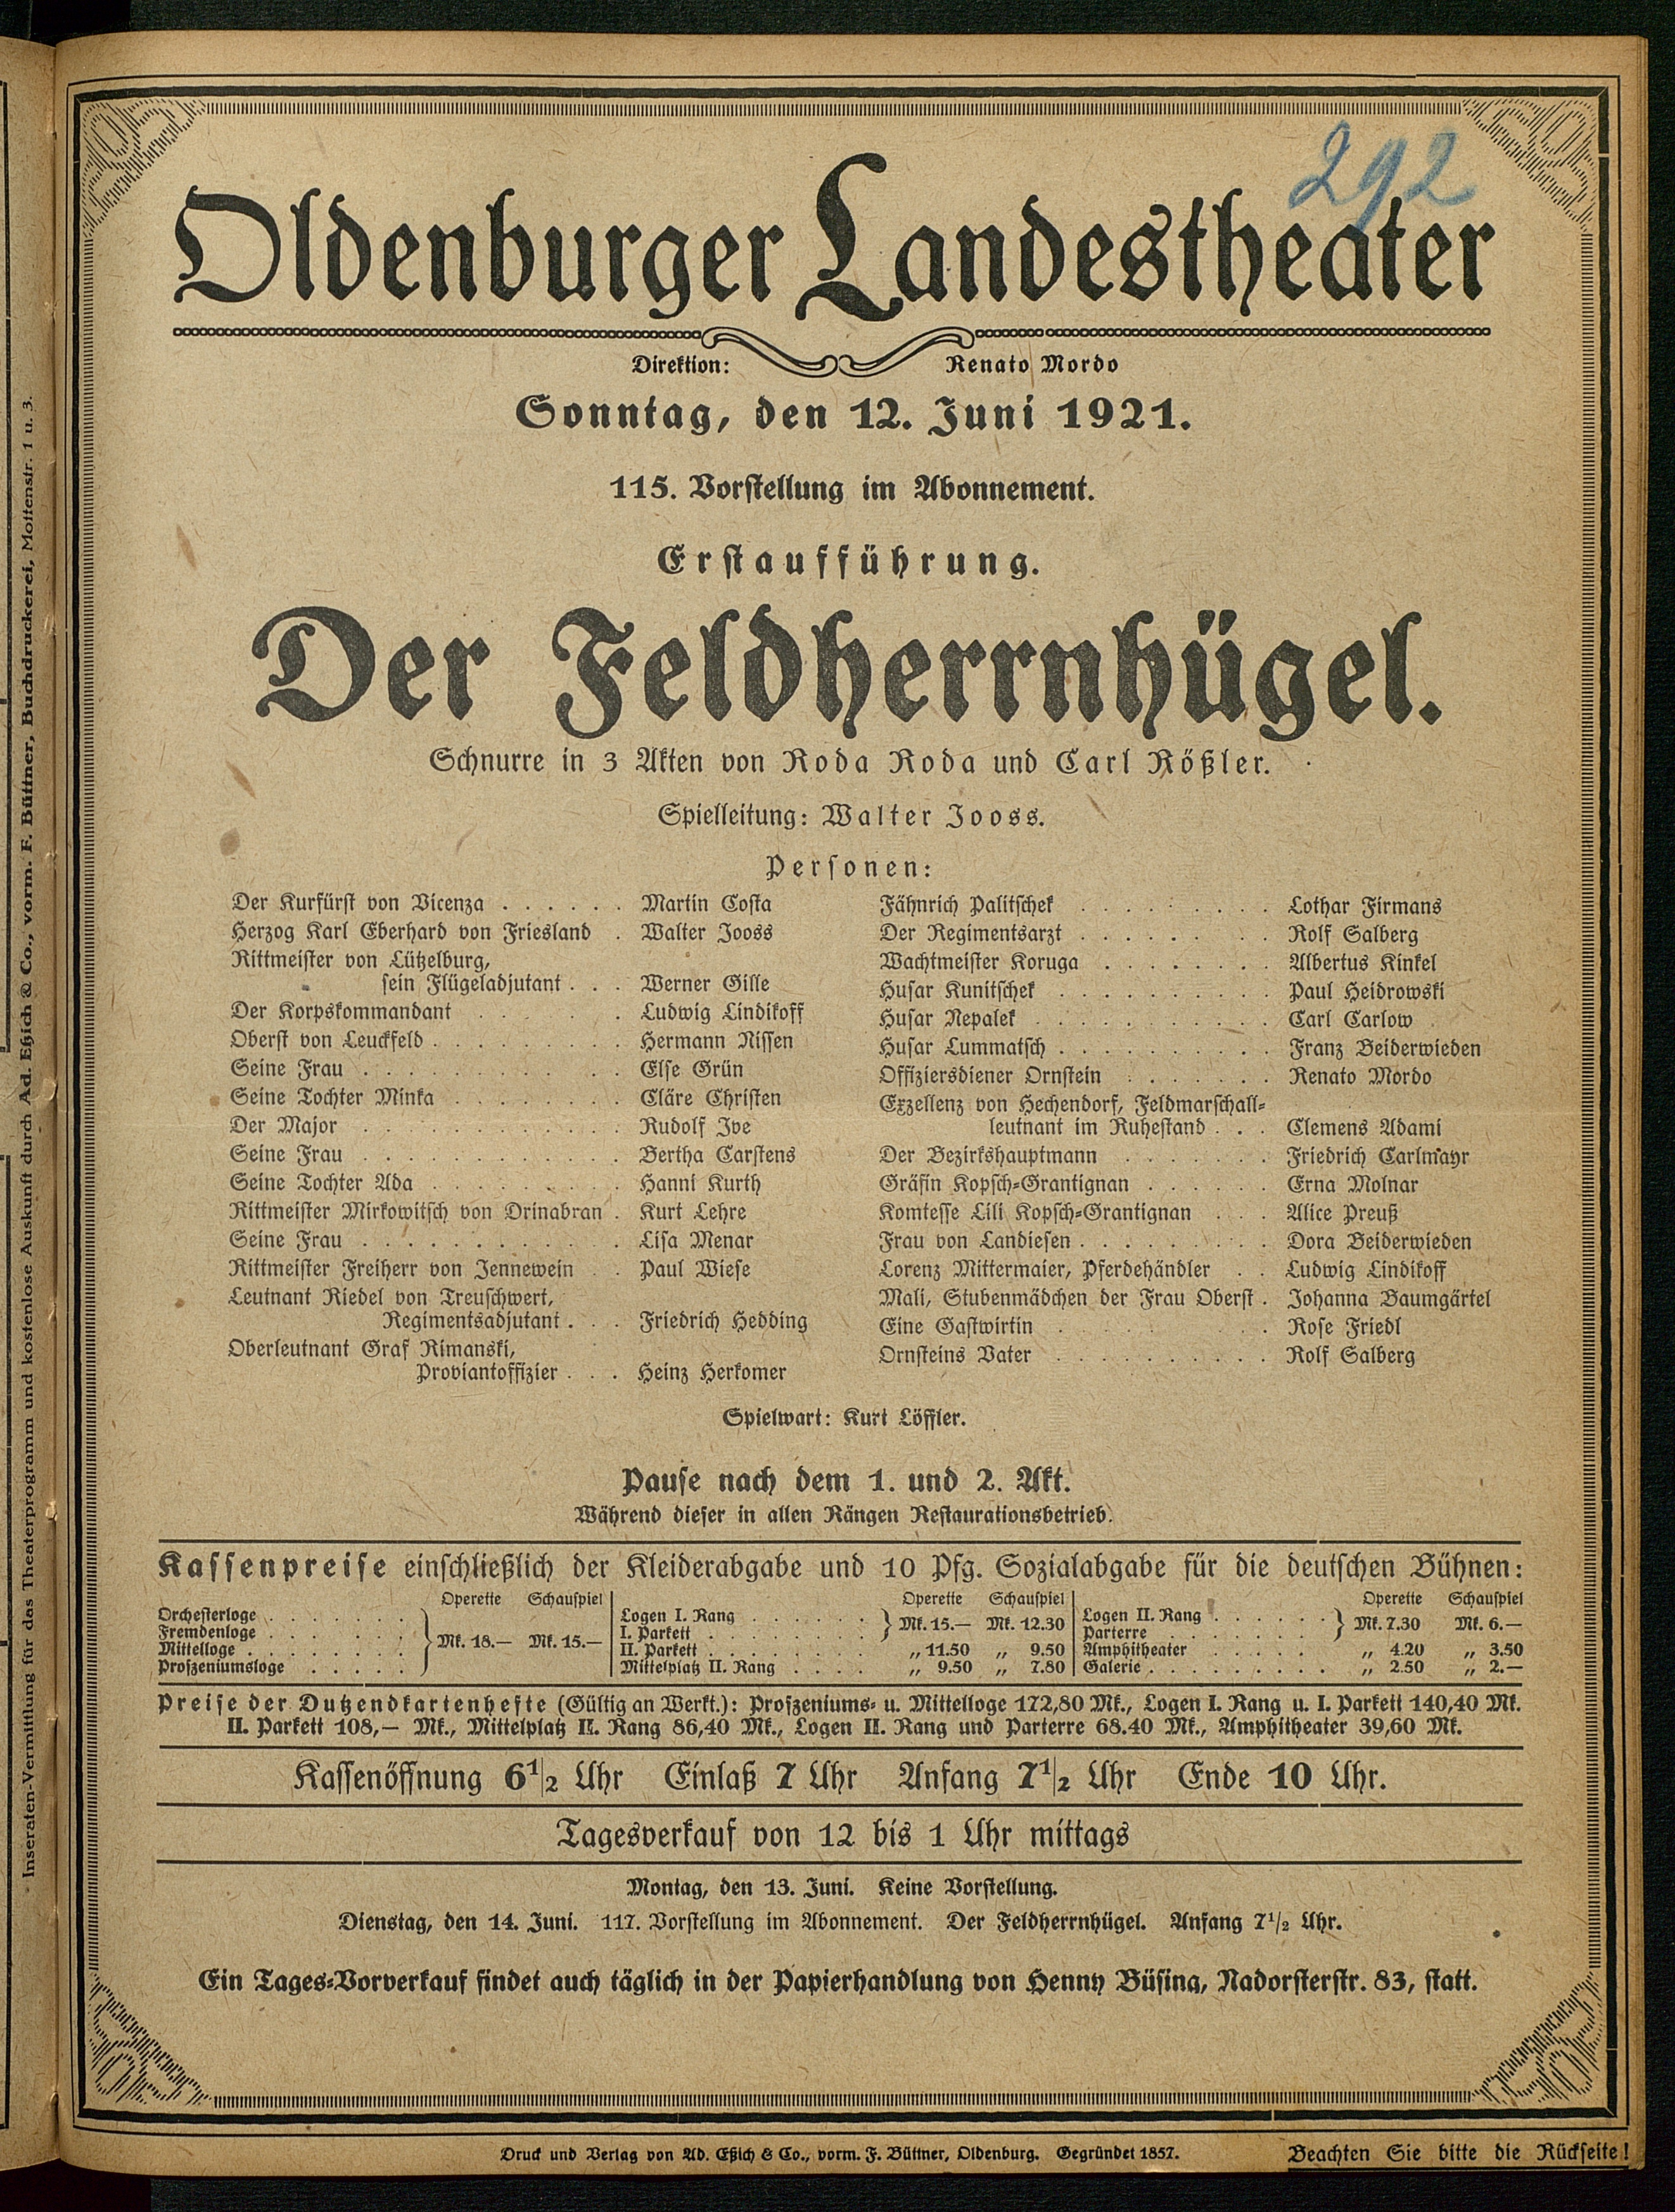 292
Oldenburger Landestheater
Direktion: Renato Mordo
Sonntag, den 12. Juni 1921.
115. Vorstellung im Abonnement.
Erstaufführung.
Der Feldherrnhügel.
Schnurre in 3 Akten von Roda Roda und Carl Rößler.
Spielleitung: Walter Jooss.
Personen:
Der Kurfürst von Vicenza . . . . . . Martin Costa
Herzog Karl Eberhard von Friesland . Walter Jooss
Rittmeister von Lützelburg,
sein Flügeladjutant . . . Werner Gille
Der Korpskommandant . . . . . . Ludwig Lindikoff
Oberst von Leuckfeld . . . . . . . . . Hermann Nissen
Seine Frau . . . . . . . . . . . Else Grün
Seine Tochter Minka . . . . . . . . Cläre Christen
Der Major . . . . . . . . . . . . Rudolf Ive
Seine Frau . . . . . . . . . . . . Bertha Carstens
Seine Tochter Ada . . . . . . . . . Hanni Kurth
Rittmeister Mirkowitsch von Drinabran . Kurt Lehre
Seine Frau . . . . . . . . . . . . Lisa Menar
Rittmeister Freiherr von Jennewein . . Paul Wiese
Leutnant Riedel von Treuschwert,
Regimentsadjutant . . . Friedrich Hedding
Oberleutnant Graf Rimanski,
Proviantoffizier . . . Heinz Herkomer
Fähnrich Palitschek . . . . . . . . . Lothar Firmans
Der Regimentsarzt . . . . . . . . . Rolf Salberg
Wachtmeister Koruga . . . . . . . . Albertus Kinkel
Husar Kunitschek . . . . . . . . . . Paul Heidrowski
Husar Nepalek . . . . . . . . . . . Carl Carlow
Husar Lummatsch . . . . . . . . . . Franz Beiderwieden
Offiziersdiener Ornstein . . . . . . . Renato Mordo
Exzellenz von Hechendorf, Feldmarschall-
leutnant im Ruhestand . . . Clemens Adami
Der Bezirkshauptmann . . . . . . . Friedrich Carlmayr
Gräfin Kopsch-Grantignan . . . . . . Erna Molnar
Komtesse Lili Kopsch-Grantignan . . . Alice Preuß
Frau von Landiesen . . . . . . . . . Dora Beiderwieden
Lorenz Mittermaier, Pferdehändler . . Ludwig Lindikoff
Mali, Stubenmädchen der Frau Oberst . Johanna Baumgärtel
Eine Gastwirtin . . . . . . . . . . Rose Friedl
Ornsteins Vater . . . . . . . . . . Rolf Salberg
Spielwart: Kurt Löffler.
Pause nach dem 1. und 2. Akt.
Während dieser in allen Rängen Restaurationsbetrieb.
Kassenpreise einschließlich der Kleiderabgabe und 10 Pfg. Sozialabgabe für die deutschen Bühnen:
Operette Schauspiel
Orchesterloge . . . . . . .
Fremdenloge . . . . . . .
Mittelloge . . . . . . . .
Proszeniumsloge . . . . .
Mk. 18.— Mk. 15.—
Operette Schauspiel
Logen I. Rang . . . . . .
I. Parkett . . . . . . . .
Mk. 15.— Mk. 12.30
II. Parkett . . . . . . . . „ 11.50 „ 9.50
Mittelplatz II. Rang . . . . „ 9.50 „ 7.80
Operette Schauspiel
Logen II. Rang . . . . . .
Parterre . . . . . . . .
Mk. 7.30 Mk. 6.—
Amphitheater . . . . . „ 4.20 „ 3.50
Galerie . . . . . . . . . „ 2.50 „ 2.—
Preise der Dutzendkartenhefte (Gültig an Werkt.): Proszeniums- u. Mittelloge 172,80 Mk., Logen I. Rang u. I. Parkett 140,40 Mk.
II. Parkett 108,— Mk., Mittelplatz II. Rang 86,40 Mk., Logen II. Rang und Parterre 68.40 Mk., Amphitheater 39,60 Mk.
Kassenöffnung 6 1/2 Uhr Einlaß 7 Uhr Anfang 7 1/2 Uhr Ende 10 Uhr.
Tagesverkauf von 12 bis 1 Uhr mittags
Montag, den 13. Juni. Keine Vorstellung.
Dienstag, den 14. Juni. 117. Vorstellung im Abonnement. Der Feldherrnhügel. Anfang 7 1/2 Uhr.
Ein Tages-Vorverkauf findet auch täglich in der Papierhandlung von Henny Büsing, Nadorsterstr. 83, statt.
Druck und Verlag von Ad. Eßich & Co., vorm. F. Büttner, Oldenburg. Gegründet 1857.
Beachten Sie bitte die Rückseite!
Inseraten-Vermittlung für das Theaterprogramm und kostenlose Auskunft durch Ad. Eßich & Co., vorm. F. Büttner, Buchdruckerei, Mottenstr. 1 u. 3.